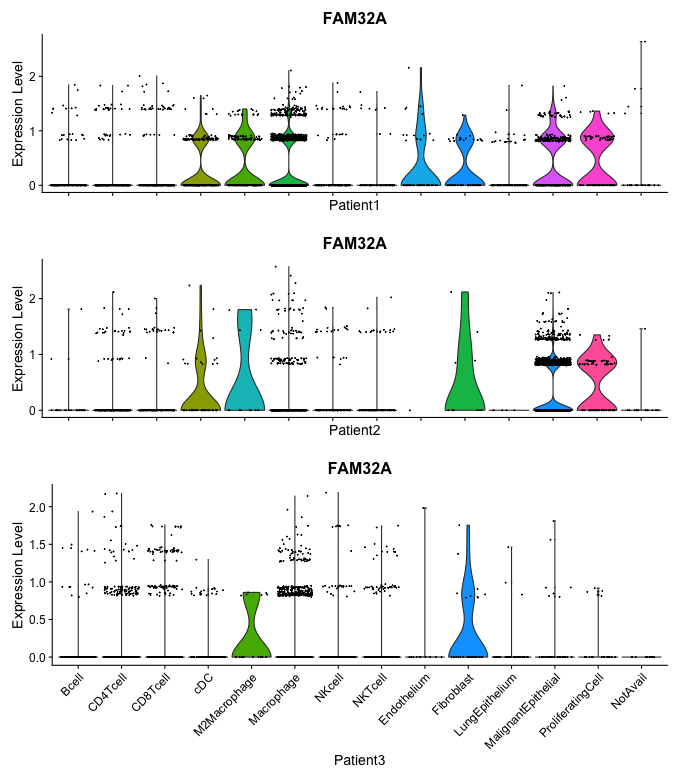 FAM32A
Expression Level
2
1
0
Patient1
FAM32A
Expression Level
2
1
0
Patient2
FAM32A
Expression Level
2.0
1.5
1.0
0.5
0.0
Bcell
CD4Tcell
CD8Tcell
cDC
M2Macrophage
Macrophage
NKcell
NKTcell
Endothelium
Fibroblast
LungEpithelium
MalignantEpithelial
ProliferatingCell
NotAvail
Patient3